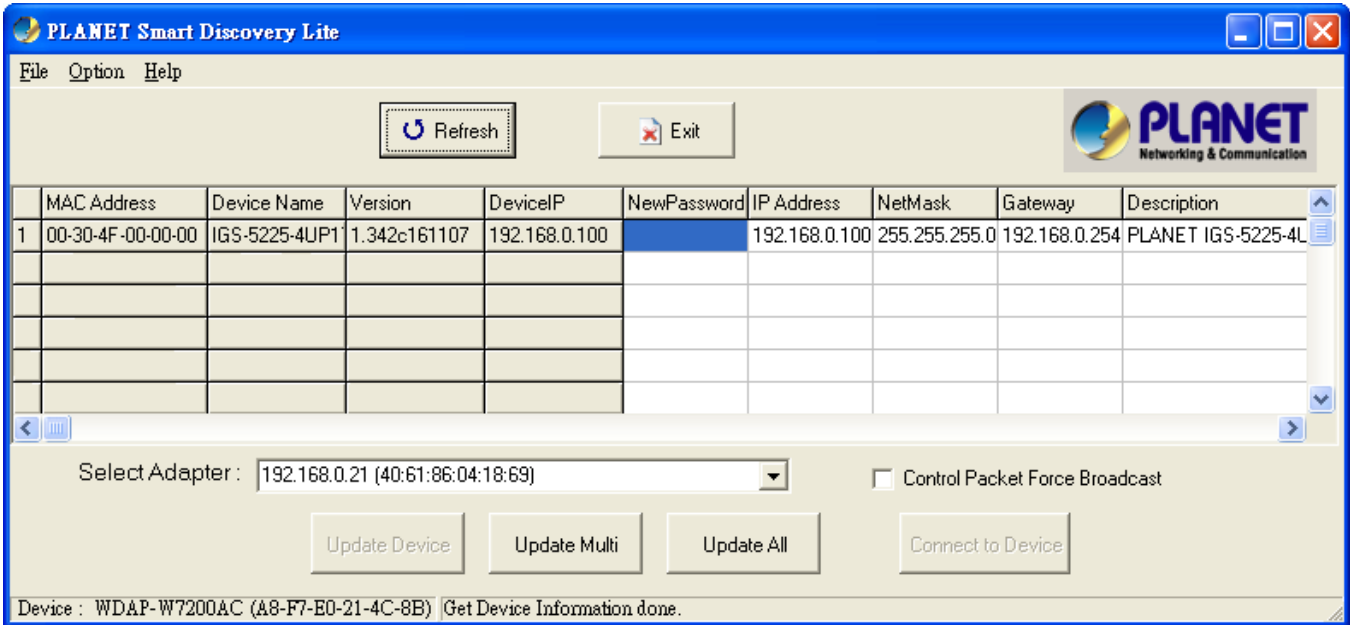 PLANET Smart Discovery Lite
File Option Help
Refresh Exit
PLANET
Networking & Communication
MAC Address Device Name Version DeviceIP NewPassword IP Address NetMask Gateway Description
1 00-30-4F-00-00-00 IGS-5225-4UP1 1.342c161107 192.168.0.100 192.168.0.100 255.255.255.0 192.168.0.254 PLANET IGS-5225-4U
Select Adapter : 192.168.0.21 (40:61:86:04:18:69) Control Packet Force Broadcast
Update Device Update Multi Update All Connect to Device
Device : WDAP-W7200AC (A8-F7-E0-21-4C-8B) Get Device Information done.